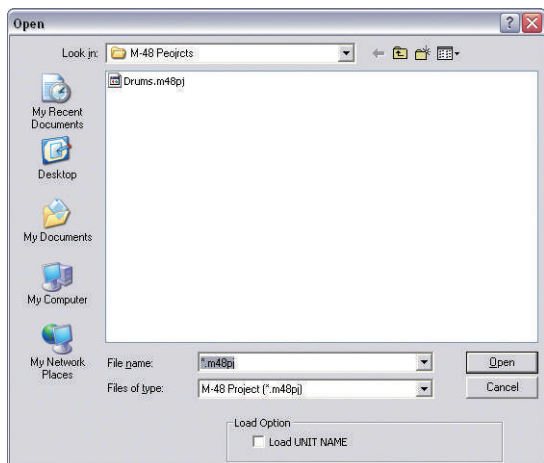 Open
Look in: M-48 Peojrcts
Drums.m48pj
My Recent
Documents
Desktop
My Documents
My Computer
My Network
Places
File name: *.m48pj Open
Files of type: M-48 Project (*.m48pj) Cancel
Load Option
Load UNIT NAME